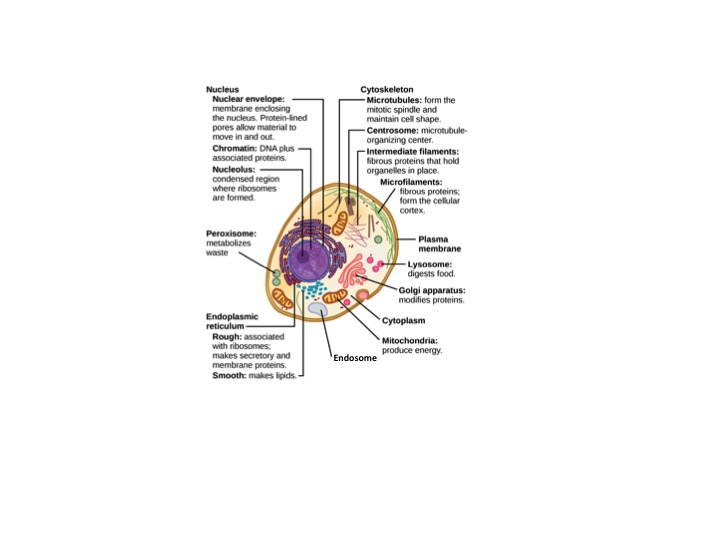 Nucleus
Nuclear envelope:
membrane enclosing
the nucleus. Protein-lined
pores allow material to
move in and out.
Chromatin: DNA plus
associated proteins.
Nucleolus:
condensed region
where ribosomes
are formed.
Peroxisome:
metabolizes
waste
Endoplasmic
reticulum
Rough: associated
with ribosomes;
makes secretory and
membrane proteins.
Smooth: makes lipids.
Cytoskeleton
Microtubules: form the
mitotic spindle and
maintain cell shape.
Centrosome: microtubule-
organizing center.
Intermediate filaments:
fibrous proteins that hold
organelles in place.
Microfilaments:
fibrous proteins;
form the cellular
cortex.
Plasma
membrane
Lysosome:
digests food.
Golgi apparatus:
modifies proteins.
Cytoplasm
Mitochondria:
produce energy.
Endosome